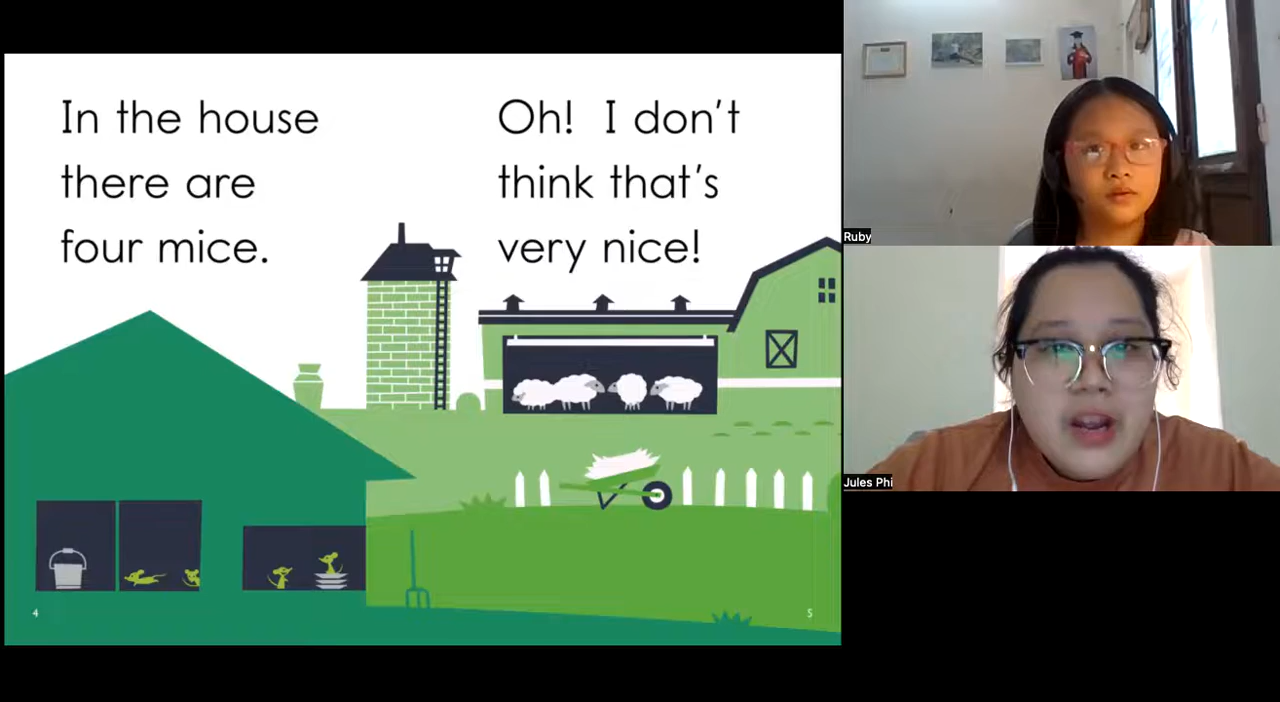 In the house
there are
four mice.
Oh! I don't
think that's
very nice!
4
5
Ruby
Jules Phi